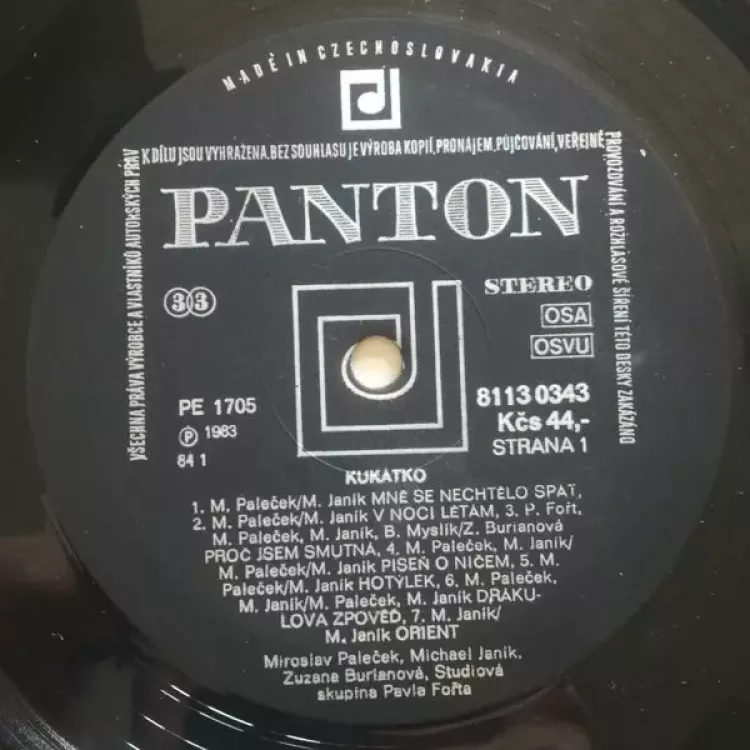 MADE IN CZECHOSLOVAKIA
VŠECHNA PRÁVA VÝROBCE A VLASTNÍKŮ AUTORSKÝCH PRÁV
K DÍLU JSOU VYHRAŽENA. BEZ SOUHLASU JE VÝROBA KOPIÍ, PRONÁJEM, PŮJČOVÁNÍ, VEŘEJNÉ
PROVOZOVÁNÍ A ROZHLASOVÉ ŠÍŘENÍ TÉTO DESKY ZAKÁZÁNO
PANTON
33
STEREO
OSA
OSVU
PE 1705
Ⓟ 1983
84 1
8113 0343
Kčs 44,-
STRANA 1
KUKÁTKO
1. M. Paleček/M. Janík MNĚ SE NECHTĚLO SPÁT,
2. M. Paleček/M. Janík V NOCI LÉTÁM, 3. P. Fořt,
M. Paleček, M. Janík, B. Myslík/Z. Burianová
PROČ JSEM SMUTNÁ, 4. M. Paleček, M. Janík/
M. Paleček/M. Janík PÍSEŇ O NIČEM, 5. M.
Paleček/M. Janík HOTÝLEK, 6. M. Paleček,
M. Janík/M. Paleček, M. Janík DRÁKU-
LOVA ZPOVĚĎ, 7. M. Janík/
M. Janík ORIENT
Miroslav Paleček, Michael Janík,
Zuzana Burianová, Studiová
skupina Pavla Fořta